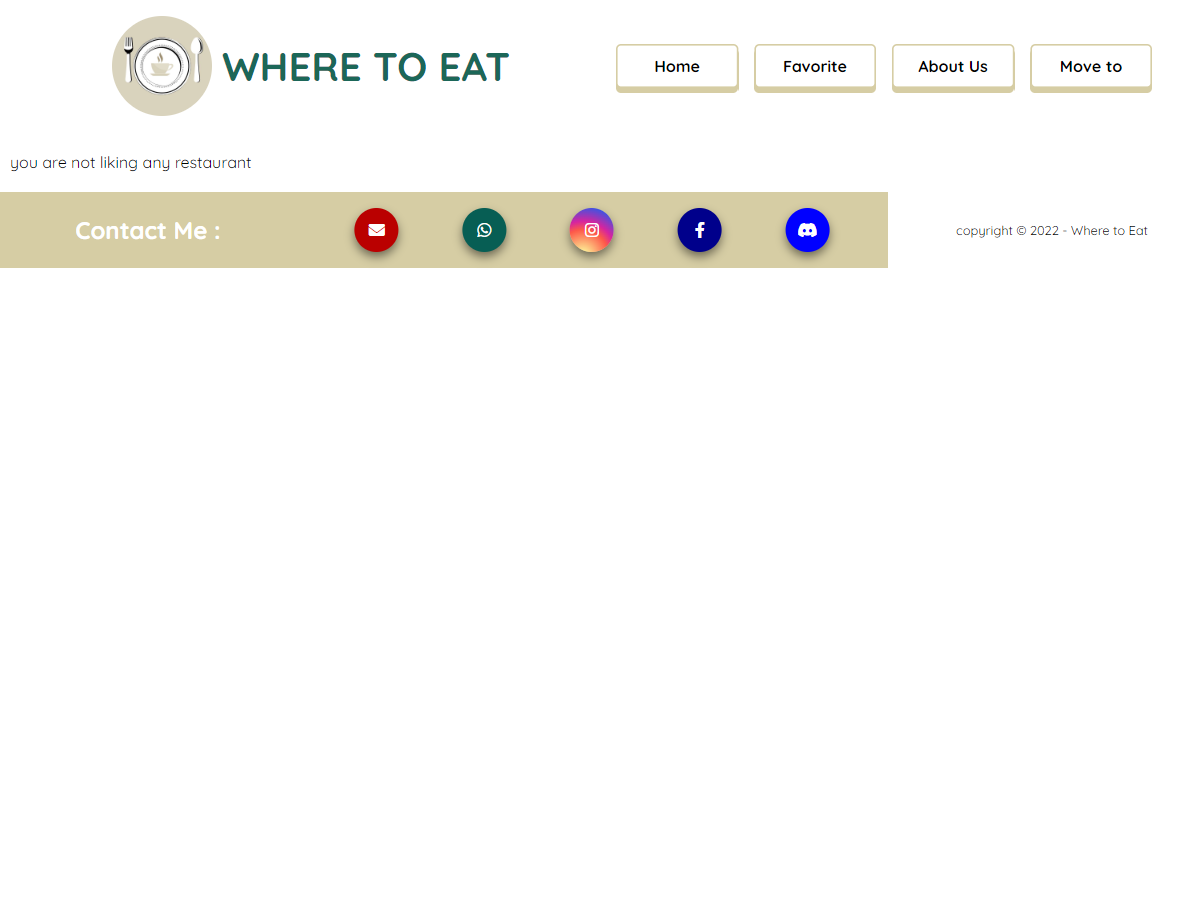 WHERE TO EAT
Home
Favorite
About Us
Move to
you are not liking any restaurant
Contact Me :
copyright © 2022 - Where to Eat